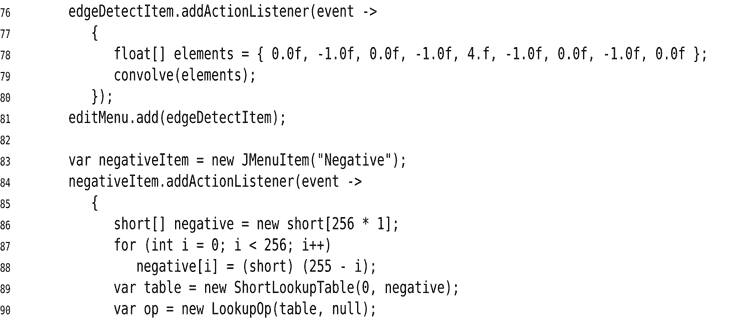 76 edgeDetectItem.addActionListener(event ->
77 {
78 float[] elements = { 0.0f, -1.0f, 0.0f, -1.0f, 4.f, -1.0f, 0.0f, -1.0f, 0.0f };
79 convolve(elements);
80 });
81 editMenu.add(edgeDetectItem);
82
83 var negativeItem = new JMenuItem("Negative");
84 negativeItem.addActionListener(event ->
85 {
86 short[] negative = new short[256 * 1];
87 for (int i = 0; i < 256; i++)
88 negative[i] = (short) (255 - i);
89 var table = new ShortLookupTable(0, negative);
90 var op = new LookupOp(table, null);